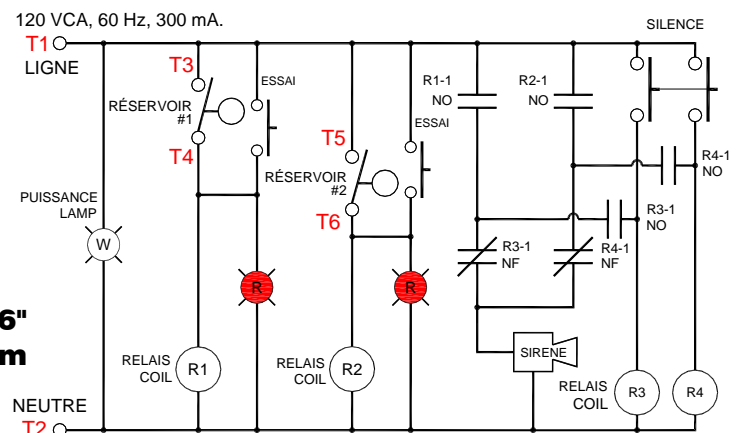 120 VCA, 60 Hz, 300 mA.
T1
LIGNE
SILENCE
T3
ESSAI
RÉSERVOIR
#1
T4
T5
ESSAI
RÉSERVOIR
#2
T6
R1-1
NO
R2-1
NO
R4-1
NO
R3-1
NO
R3-1
NF
R4-1
NF
PUISSANCE
LAMP
W
R
R
6"
m
SIRENE
RELAIS
COIL
R1
RELAIS
COIL
R2
RELAIS
COIL
R3
R4
NEUTRE
T2